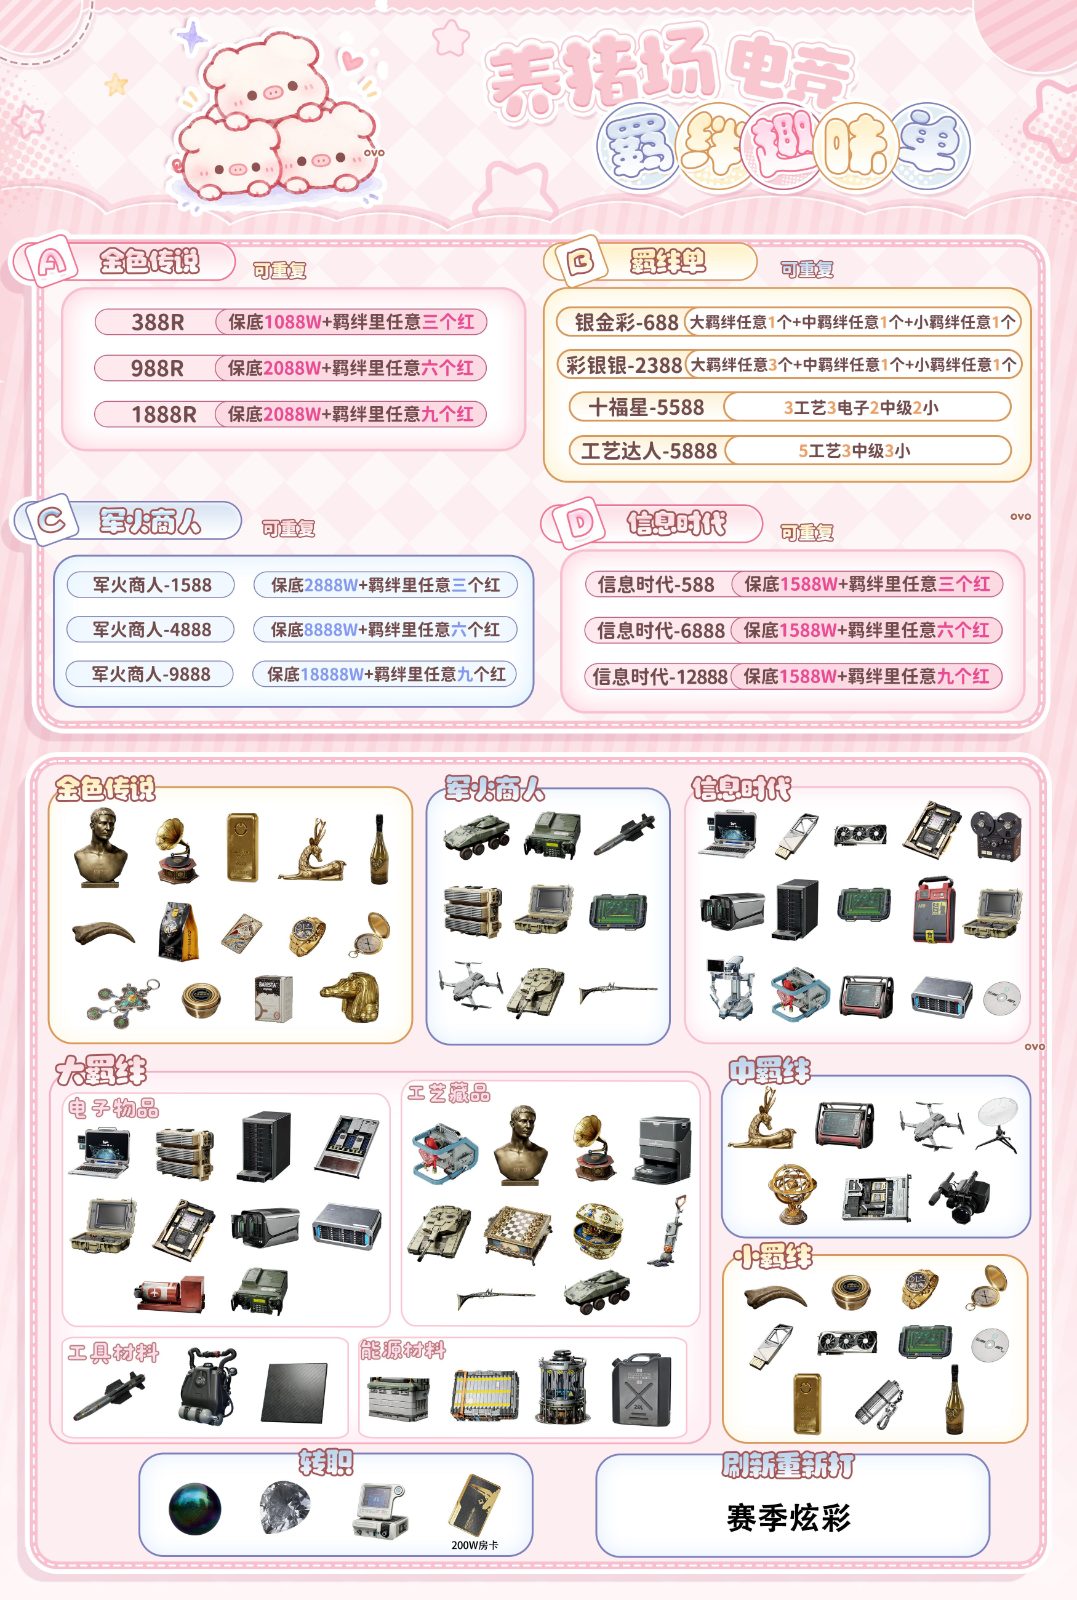 养猪场 电竞
羁绊趣味单
ovo
A 金色传说 可重复
388R 保底1088W+羁绊里任意三个红
988R 保底2088W+羁绊里任意六个红
1888R 保底2088W+羁绊里任意九个红
B 羁绊单 可重复
银金彩-688 大羁绊任意1个+中羁绊任意1个+小羁绊任意1个
彩银银-2388 大羁绊任意3个+中羁绊任意1个+小羁绊任意1个
十福星-5588 3工艺3电子2中级2小
工艺达人-5888 5工艺3中级3小
C 军火商人 可重复
军火商人-1588 保底2888W+羁绊里任意三个红
军火商人-4888 保底8888W+羁绊里任意六个红
军火商人-9888 保底18888W+羁绊里任意九个红
ovo
D 信息时代 可重复
信息时代-588 保底1588W+羁绊里任意三个红
信息时代-6888 保底1588W+羁绊里任意六个红
信息时代-12888 保底1588W+羁绊里任意九个红
金色传说
BARISTA
军火商人
信息时代
ovo
大羁绊
电子物品
工艺藏品
工具材料
能源材料
中羁绊
小羁绊
转职
200W房卡
刷新重新打
赛季炫彩